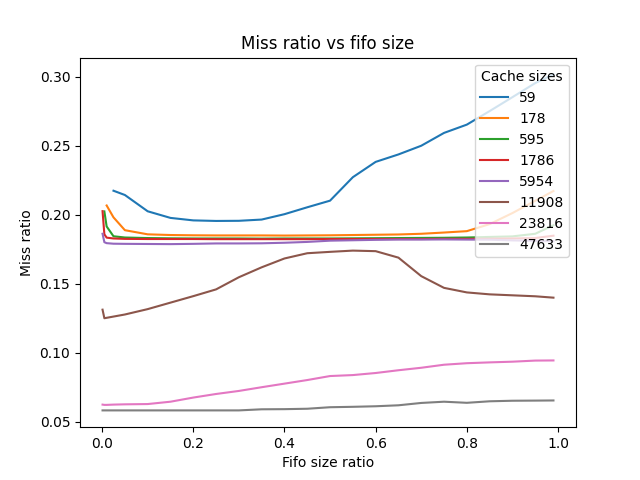 Miss ratio vs fifo size
Cache sizes
59
178
595
1786
5954
11908
23816
47633
0.30
0.25
0.20
0.15
0.10
0.05
Miss ratio
0.0 0.2 0.4 0.6 0.8 1.0
Fifo size ratio